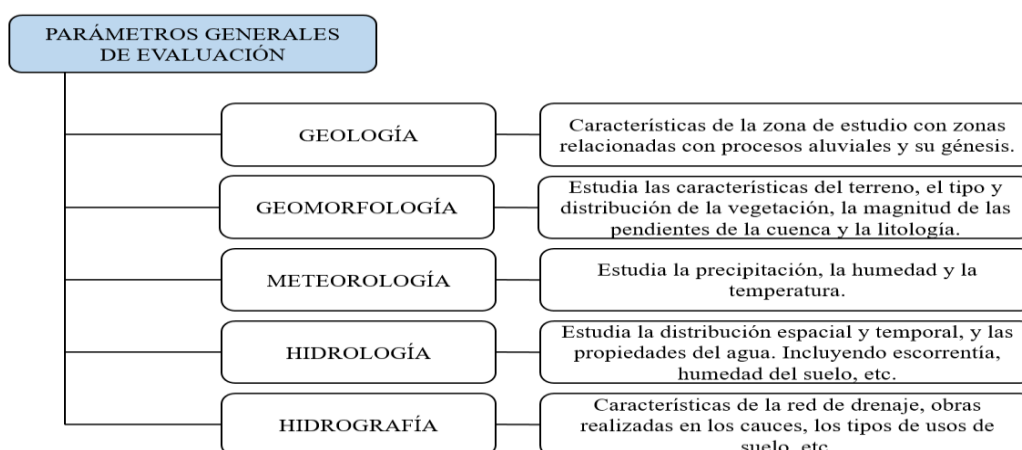 PARÁMETROS GENERALES
DE EVALUACIÓN
GEOLOGÍA
Características de la zona de estudio con zonas
relacionadas con procesos aluviales y su génesis.
GEOMORFOLOGÍA
Estudia las características del terreno, el tipo y
distribución de la vegetación, la magnitud de las
pendientes de la cuenca y la litología.
METEOROLOGÍA
Estudia la precipitación, la humedad y la
temperatura.
HIDROLOGÍA
Estudia la distribución espacial y temporal, y las
propiedades del agua. Incluyendo escorrentía,
humedad del suelo, etc.
HIDROGRAFÍA
Características de la red de drenaje, obras
realizadas en los cauces, los tipos de usos de
suelo, etc